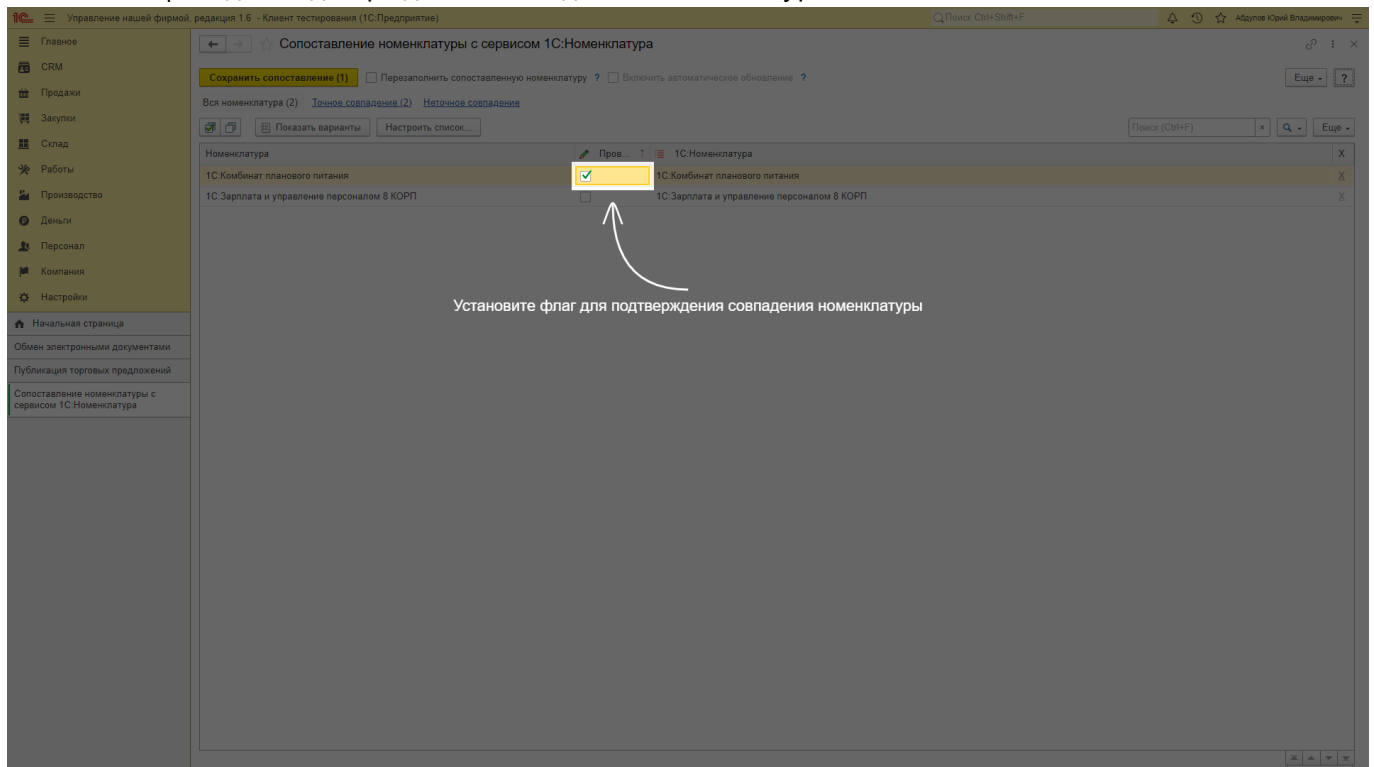 1С Управление нашей фирмой, редакция 1.6 - Клиент тестирования (1С:Предприятие) Поиск Ctrl+Shift+F Абдулов Юрий Владимирович
Главное
CRM
Продажи
Закупки
Склад
Работы
Производство
Деньги
Персонал
Компания
Настройки
Начальная страница
Обмен электронными документами
Публикация торговых предложений
Сопоставление номенклатуры с
сервисом 1С:Номенклатура
Сопоставление номенклатуры с сервисом 1С:Номенклатура
Сохранить сопоставление (1) Перезаполнить сопоставленную номенклатуру ? Включить автоматическое обновление ? Еще ?
Вся номенклатура (2) Точное совпадение (2) Неточное совпадение
Показать варианты Настроить список... Поиск (Ctrl+F) × Еще
Номенклатура Пров... ↑ 1С:Номенклатура X
1С:Комбинат планового питания 1С:Комбинат планового питания X
1С:Зарплата и управление персоналом 8 КОРП 1С:Зарплата и управление персоналом 8 КОРП X
Установите флаг для подтверждения совпадения номенклатуры